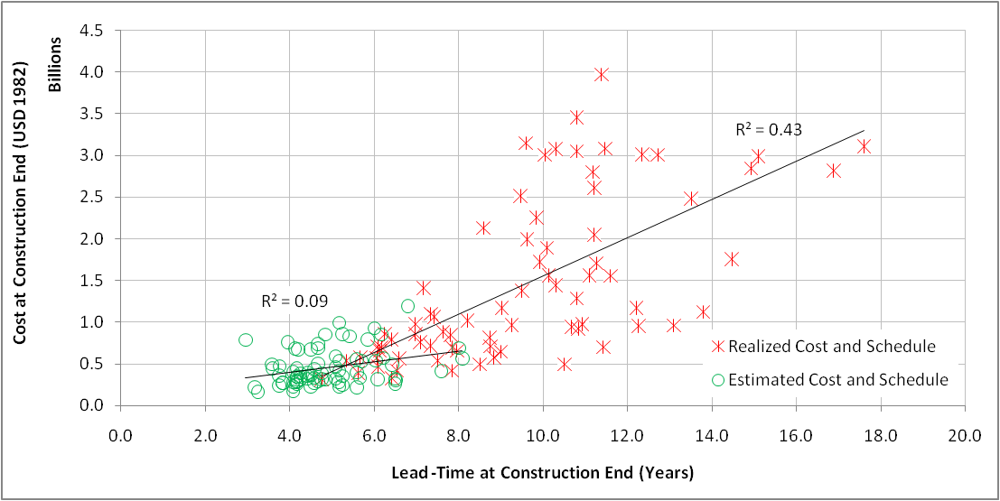 Cost at Construction End (USD 1982)
Billions
4.5
4.0
3.5
3.0
2.5
2.0
1.5
1.0
0.5
0.0
R² = 0.43
R² = 0.09
Realized Cost and Schedule
Estimated Cost and Schedule
0.0 2.0 4.0 6.0 8.0 10.0 12.0 14.0 16.0 18.0 20.0
Lead-Time at Construction End (Years)